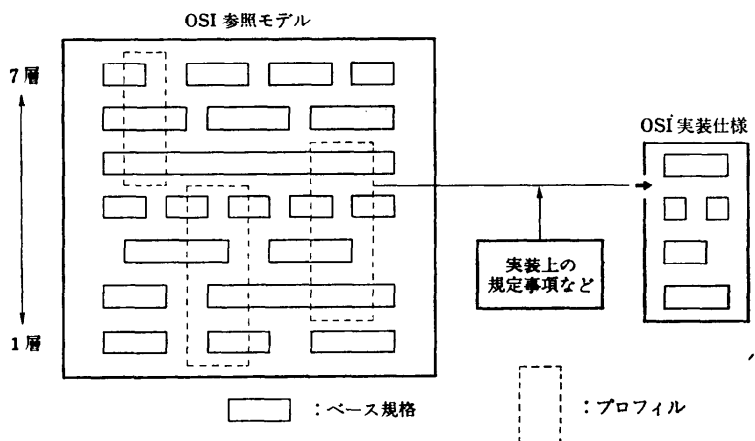 OSI 参照モデル
7 層
1 層
OSI 実装仕様
実装上の
規定事項など
：ベース規格
：プロフィル